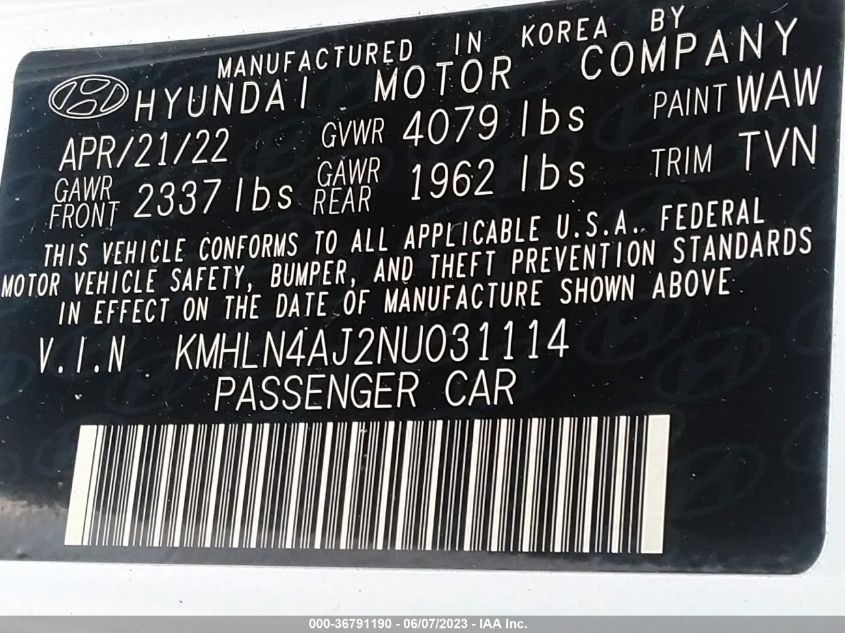 MANUFACTURED IN KOREA BY
HYUNDAI MOTOR COMPANY
APR/21/22 GVWR 4079 lbs PAINT WAW
GAWR FRONT 2337 lbs GAWR REAR 1962 lbs TRIM TVN
THIS VEHICLE CONFORMS TO ALL APPLICABLE U.S.A. FEDERAL
MOTOR VEHICLE SAFETY, BUMPER, AND THEFT PREVENTION STANDARDS
IN EFFECT ON THE DATE OF MANUFACTURE SHOWN ABOVE
V.I.N KMHLN4AJ2NU031114
PASSENGER CAR
000-36791190 - 06/07/2023 - IAA Inc.